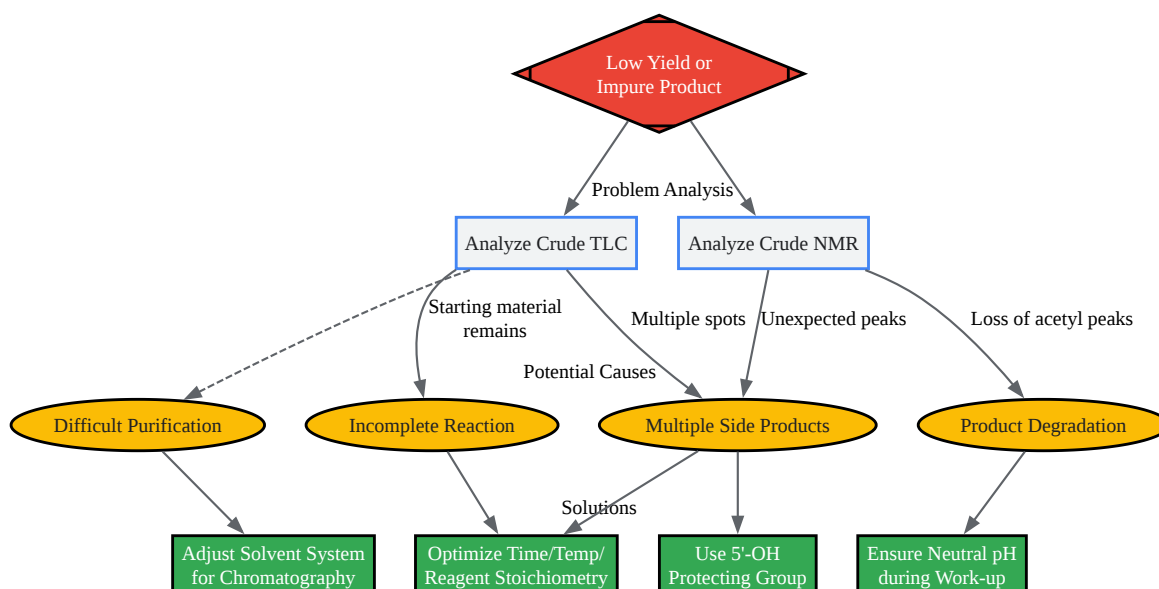 Low Yield or
Impure Product
Problem Analysis
Analyze Crude TLC
Analyze Crude NMR
Starting material
remains
Multiple spots
Unexpected peaks
Loss of acetyl peaks
Potential Causes
Difficult Purification
Incomplete Reaction
Multiple Side Products
Product Degradation
Solutions
Adjust Solvent System
for Chromatography
Optimize Time/Temp/
Reagent Stoichiometry
Use 5'-OH
Protecting Group
Ensure Neutral pH
during Work-up